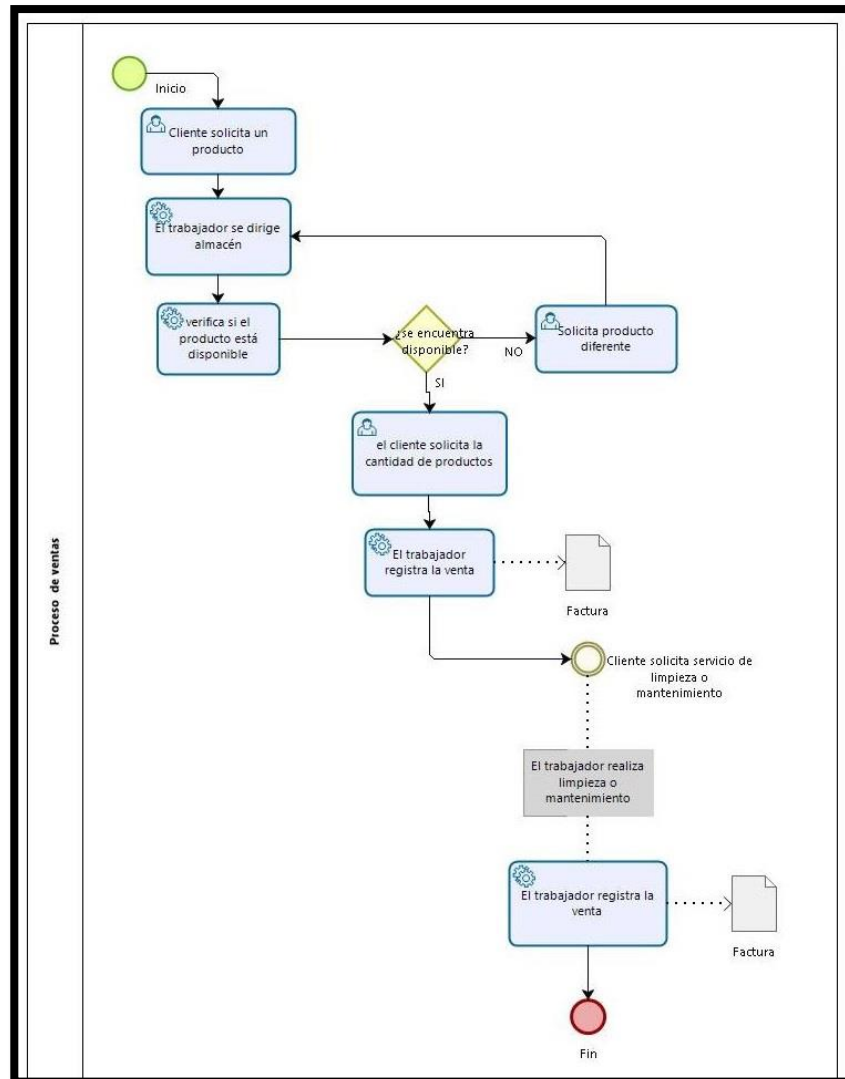 Inicio
Cliente solicita un
producto
El trabajador se dirige
almacén
verifica si el
producto está
disponible
¿se encuentra
disponible?
NO
Solicita producto
diferente
SI
el cliente solicita la
cantidad de productos
El trabajador
registra la venta
Factura
Proceso de ventas
Cliente solicita servicio de
limpieza o
mantenimiento
El trabajador realiza
limpieza o
mantenimiento
El trabajador registra la
venta
Factura
Fin